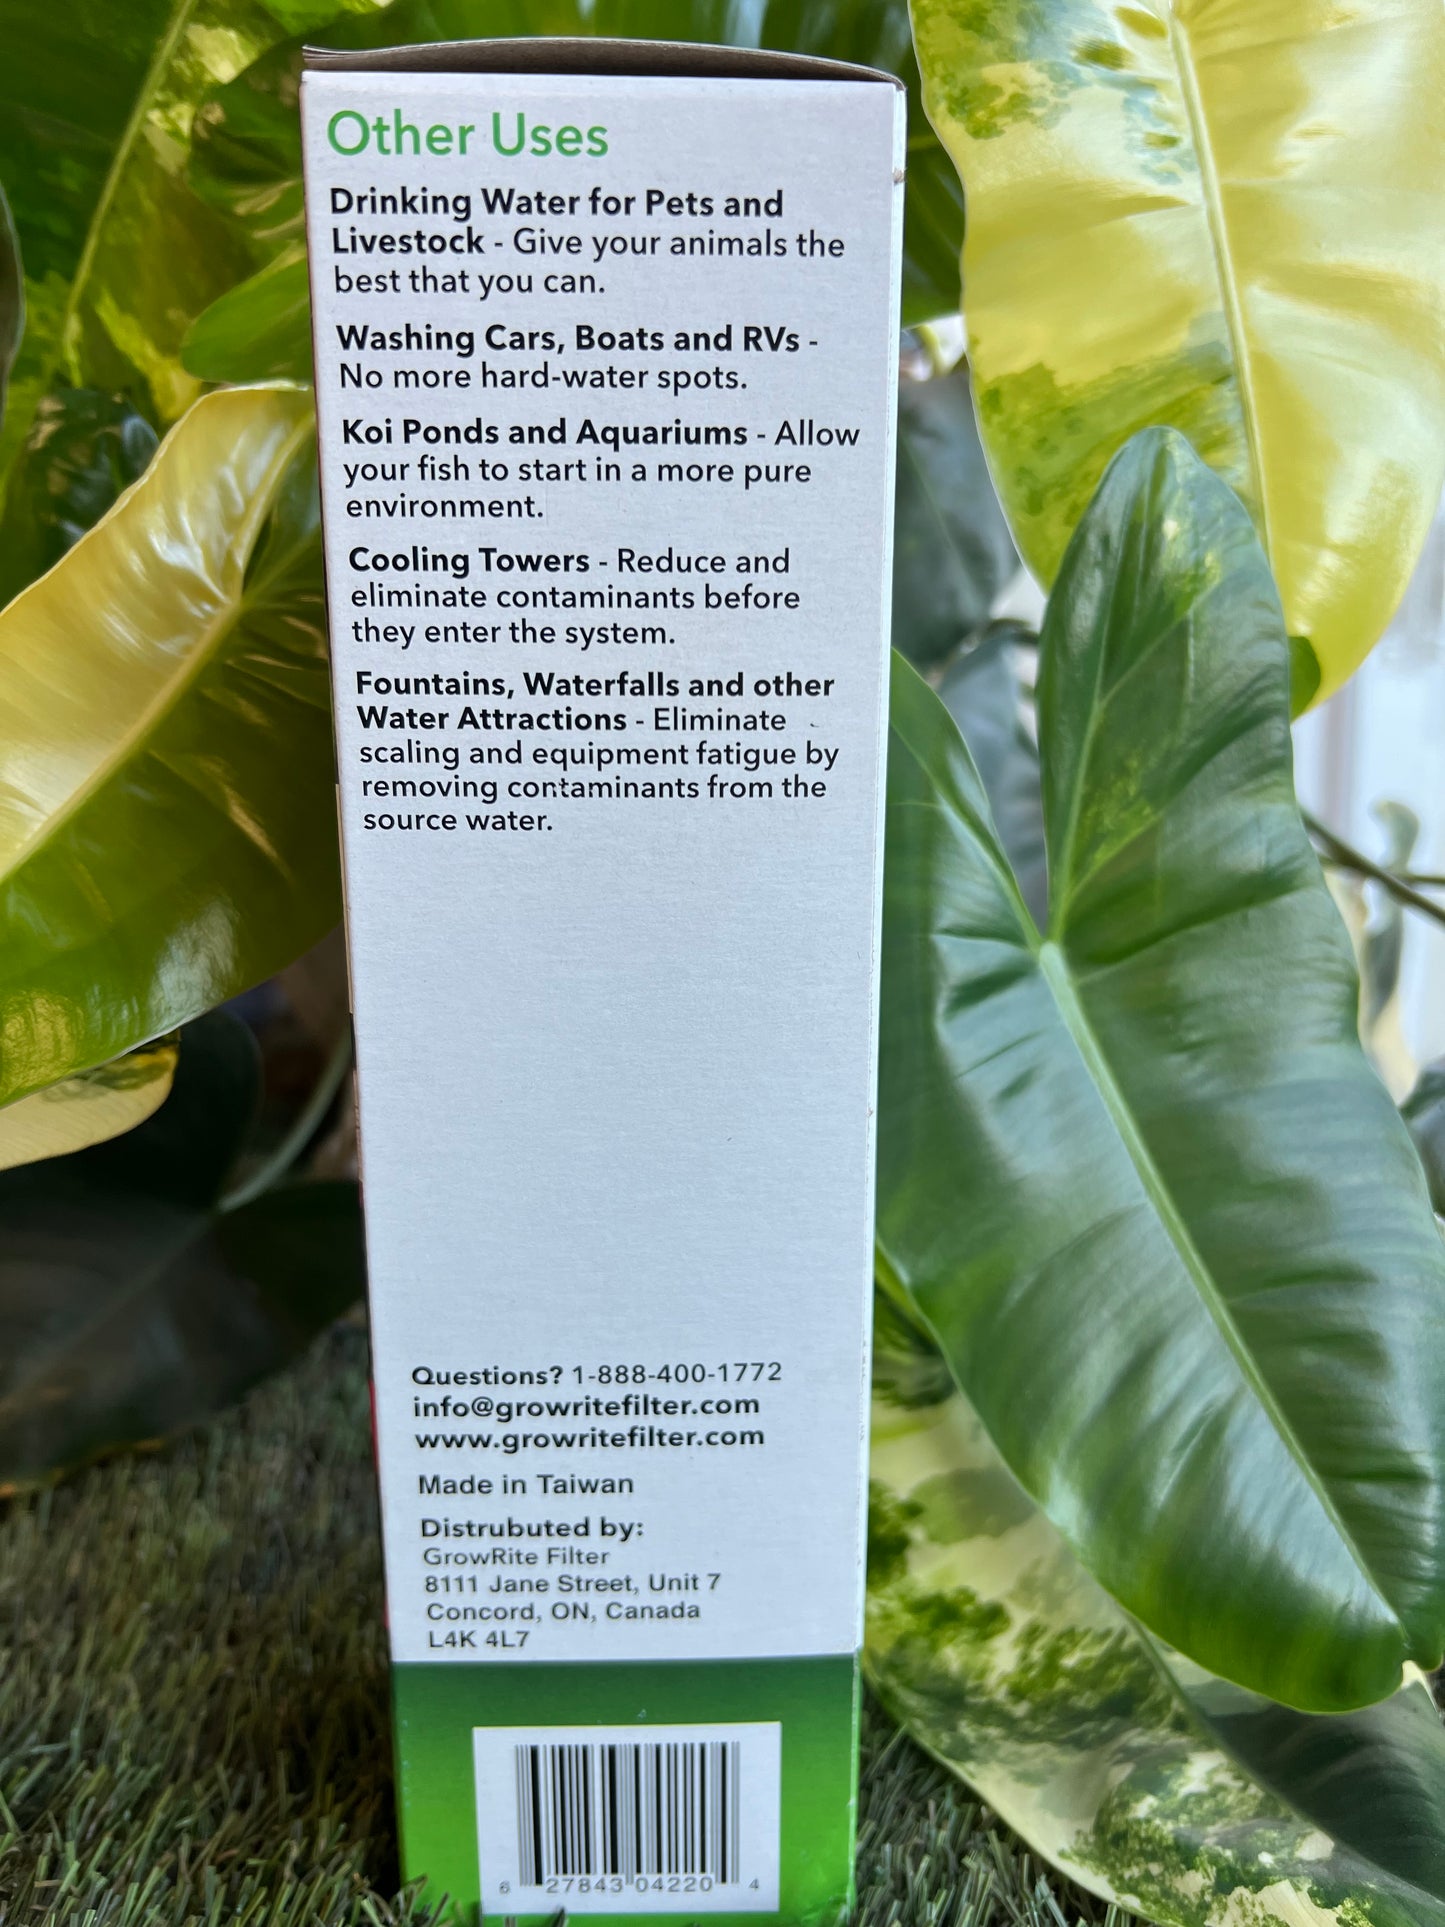 Other Uses
Drinking Water for Pets and
Livestock - Give your animals the
best that you can.
Washing Cars, Boats and RVs -
No more hard-water spots.
Koi Ponds and Aquariums - Allow
your fish to start in a more pure
environment.
Cooling Towers - Reduce and
eliminate contaminants before
they enter the system.
Fountains, Waterfalls and other
Water Attractions - Eliminate
scaling and equipment fatigue by
removing contaminants from the
source water.
Questions? 1-888-400-1772
info@growritefilter.com
www.growritefilter.com
Made in Taiwan
Distrubuted by:
GrowRite Filter
8111 Jane Street, Unit 7
Concord, ON, Canada
L4K 4L7
6 27843 04220 4